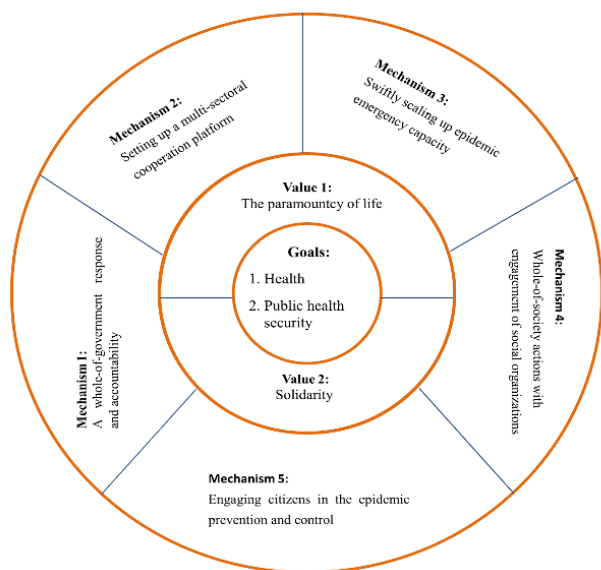 Mechanism 1:
A whole-of-government response
and accountability
Mechanism 2:
Setting up a multi-sectoral
cooperation platform
Mechanism 3:
Swiftly scaling up epidemic
emergency capacity
Mechanism 4:
Whole-of-society actions with
engagement of social organizations
Mechanism 5:
Engaging citizens in the epidemic
prevention and control
Value 1:
The paramountcy of life
Goals:
1. Health
2. Public health
security
Value 2:
Solidarity